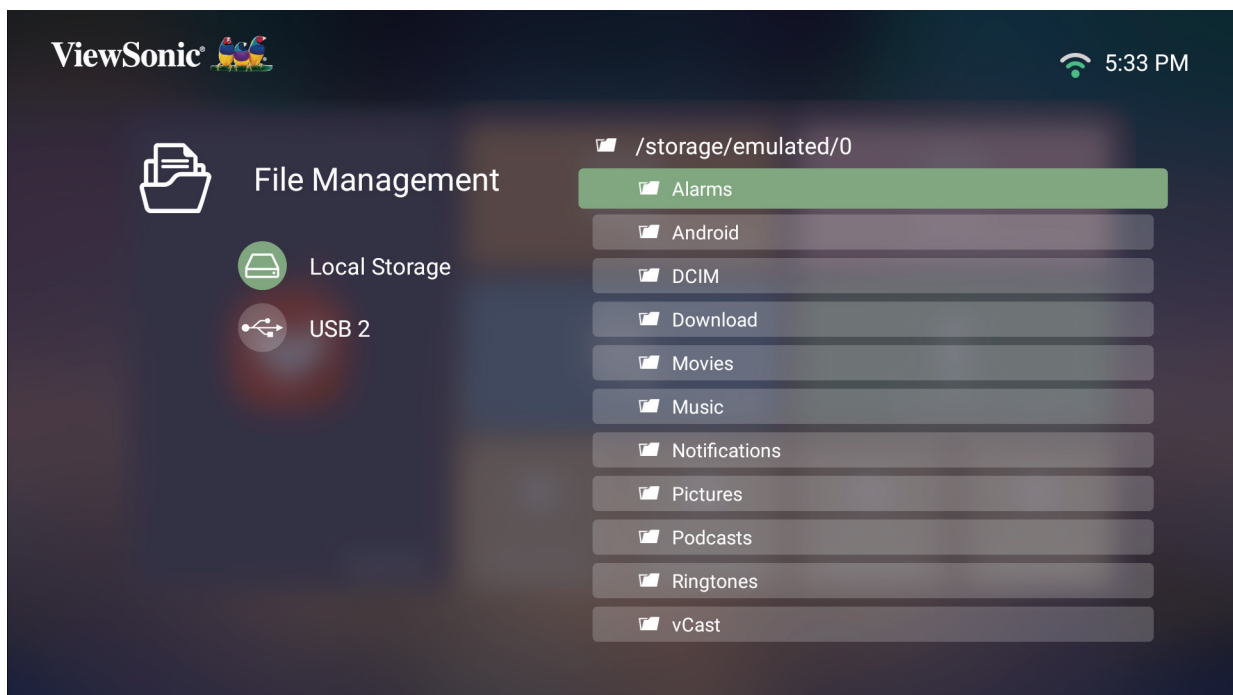 ViewSonic®
5:33 PM
File Management
Local Storage
USB 2
/storage/emulated/0
Alarms
Android
DCIM
Download
Movies
Music
Notifications
Pictures
Podcasts
Ringtones
vCast